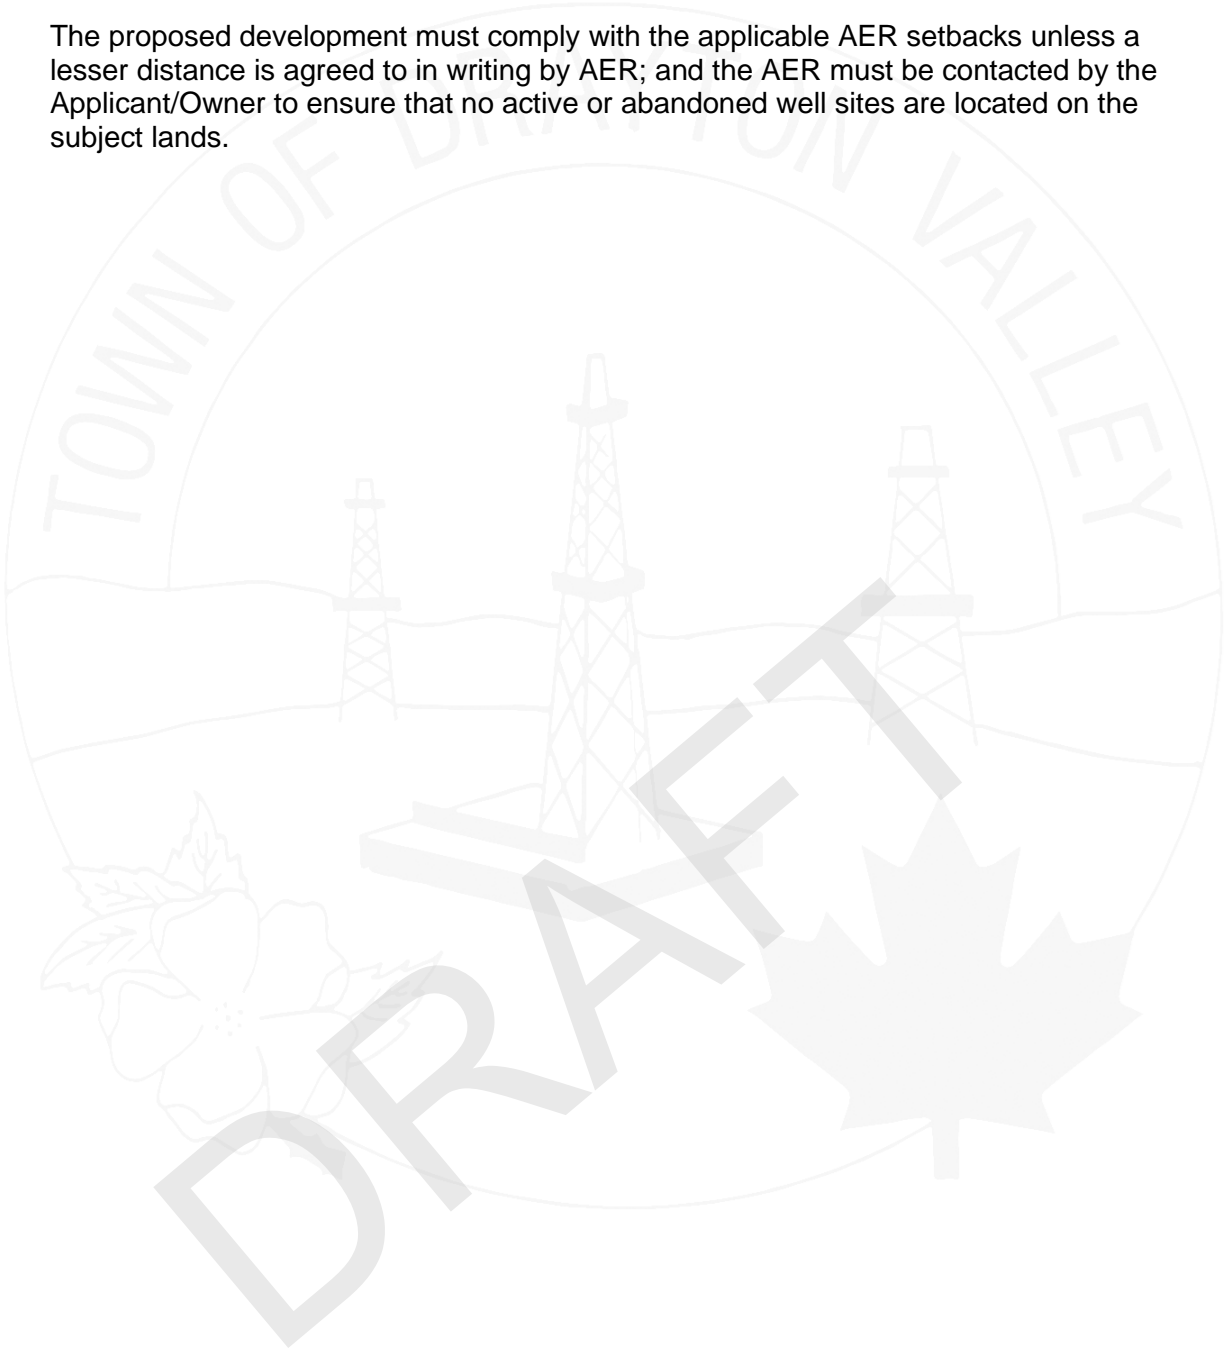 The proposed development must comply with the applicable AER setbacks unless a
lesser distance is agreed to in writing by AER; and the AER must be contacted by the
Applicant/Owner to ensure that no active or abandoned well sites are located on the
subject lands.
TOWN OF DRAYTON VALLEY
DRAFT